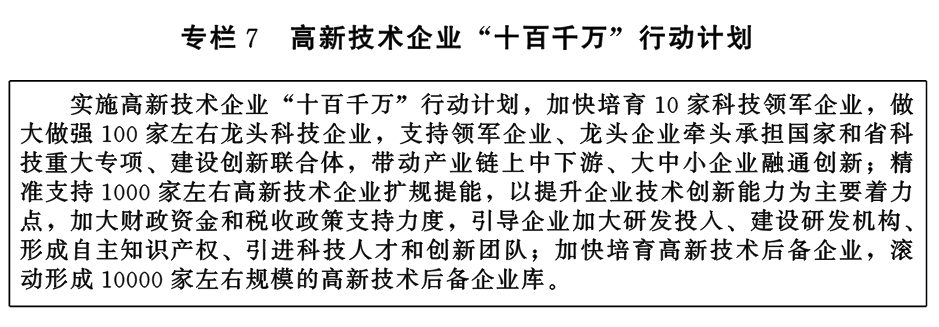 专栏 7 高新技术企业“十百千万”行动计划
实施高新技术企业“十百千万”行动计划，加快培育 10 家科技领军企业，做
大做强 100 家左右龙头科技企业，支持领军企业、龙头企业牵头承担国家和省科
技重大专项、建设创新联合体，带动产业链上中下游、大中小企业融通创新；精
准支持 1000 家左右高新技术企业扩规提能，以提升企业技术创新能力为主要着力
点，加大财政资金和税收政策支持力度，引导企业加大研发投入、建设研发机构、
形成自主知识产权、引进科技人才和创新团队；加快培育高新技术后备企业，滚
动形成 10000 家左右规模的高新技术后备企业库。